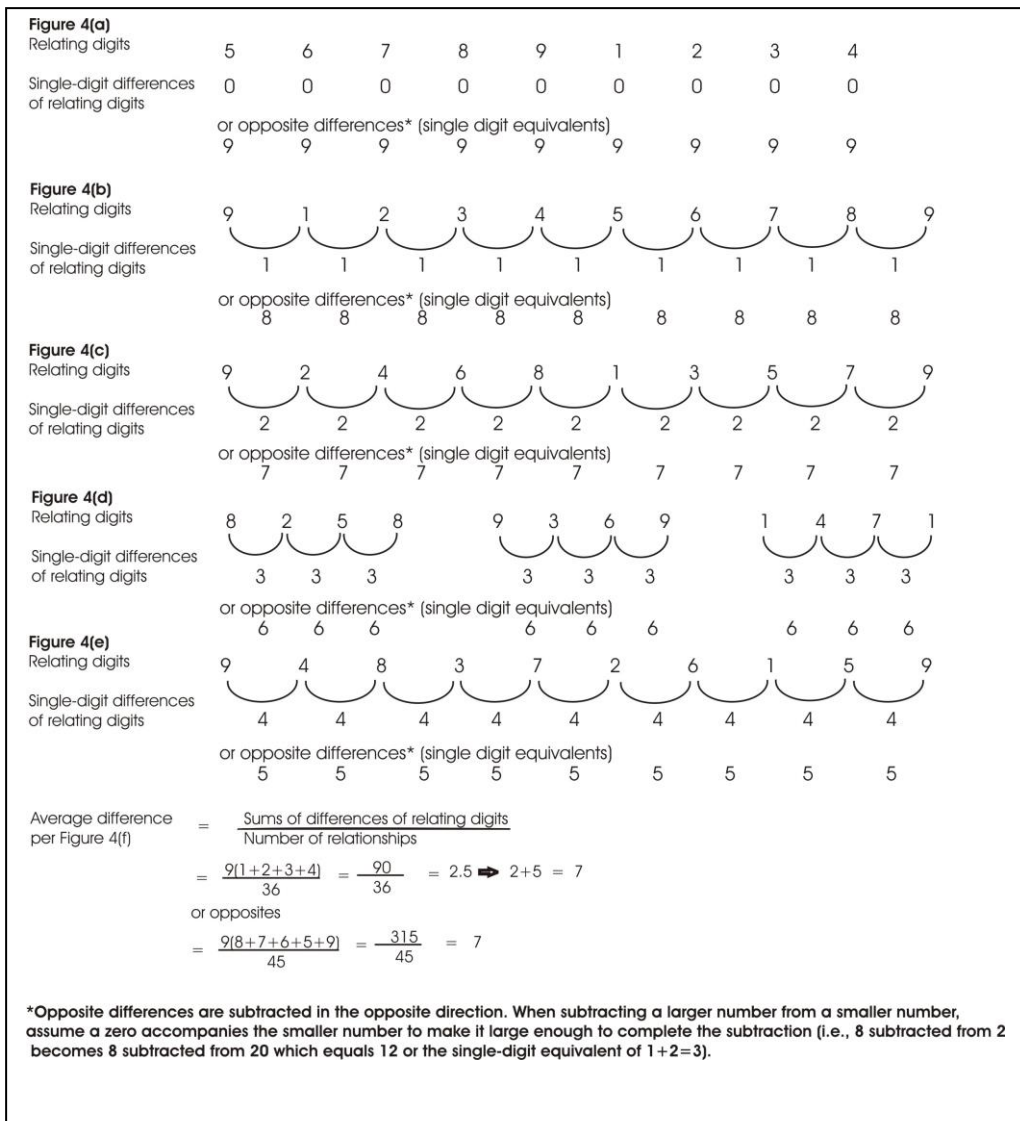 Figure 4(a)
Relating digits 5 6 7 8 9 1 2 3 4
Single-digit differences 0 0 0 0 0 0 0 0 0
of relating digits
or opposite differences* (single digit equivalents)
9 9 9 9 9 9 9 9 9
Figure 4(b)
Relating digits 9 1 2 3 4 5 6 7 8 9
Single-digit differences
of relating digits 1 1 1 1 1 1 1 1 1
or opposite differences* (single digit equivalents)
8 8 8 8 8 8 8 8 8
Figure 4(c)
Relating digits 9 2 4 6 8 1 3 5 7 9
Single-digit differences
of relating digits 2 2 2 2 2 2 2 2 2
or opposite differences* (single digit equivalents)
7 7 7 7 7 7 7 7 7
Figure 4(d)
Relating digits 8 2 5 8 9 3 6 9 1 4 7 1
Single-digit differences
of relating digits 3 3 3 3 3 3 3 3 3
or opposite differences* (single digit equivalents)
6 6 6 6 6 6 6 6 6
Figure 4(e)
Relating digits 9 4 8 3 7 2 6 1 5 9
Single-digit differences
of relating digits 4 4 4 4 4 4 4 4 4
or opposite differences* (single digit equivalents)
5 5 5 5 5 5 5 5 5
Average difference = Sums of differences of relating digits
per Figure 4(f) Number of relationships
= 9(1+2+3+4) = 90 = 2.5 ➨ 2+5 = 7
36 36
or opposites
= 9(8+7+6+5+9) = 315 = 7
45 45
*Opposite differences are subtracted in the opposite direction. When subtracting a larger number from a smaller number,
assume a zero accompanies the smaller number to make it large enough to complete the subtraction (i.e., 8 subtracted from 2
becomes 8 subtracted from 20 which equals 12 or the single-digit equivalent of 1+2=3).